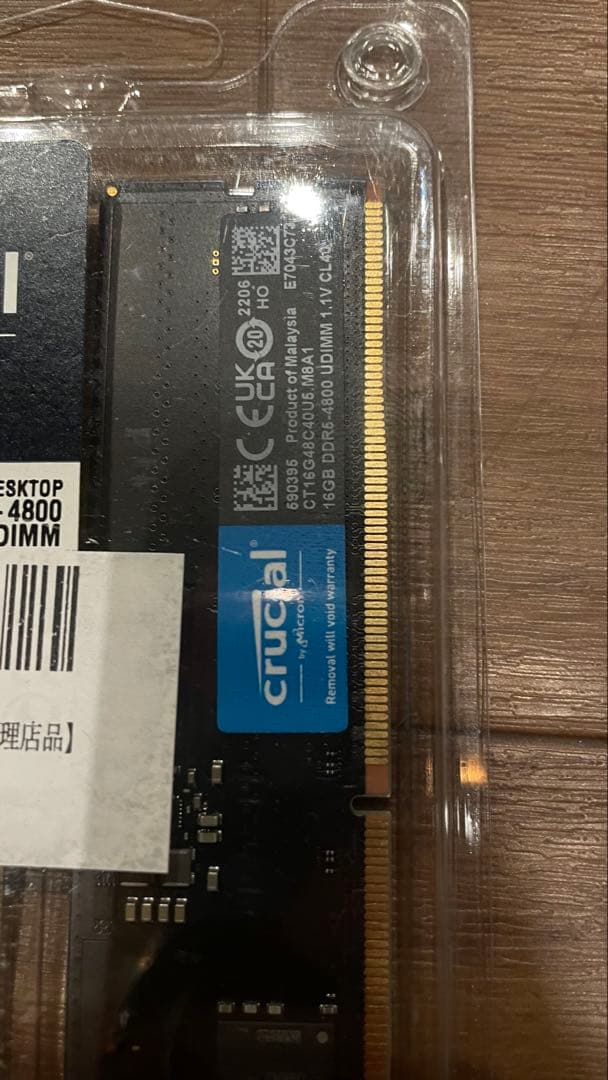 ESKTOP
-4800
DIMM
理店品】
2206
HO
UK
CA
CE
20
590395 Product of Malaysia E7043C7
CT16G48C40U5.M8A1
16GB DDR5-4800 UDIMM 1.1V CL40
crucial®
by Micron
Removal will void warranty